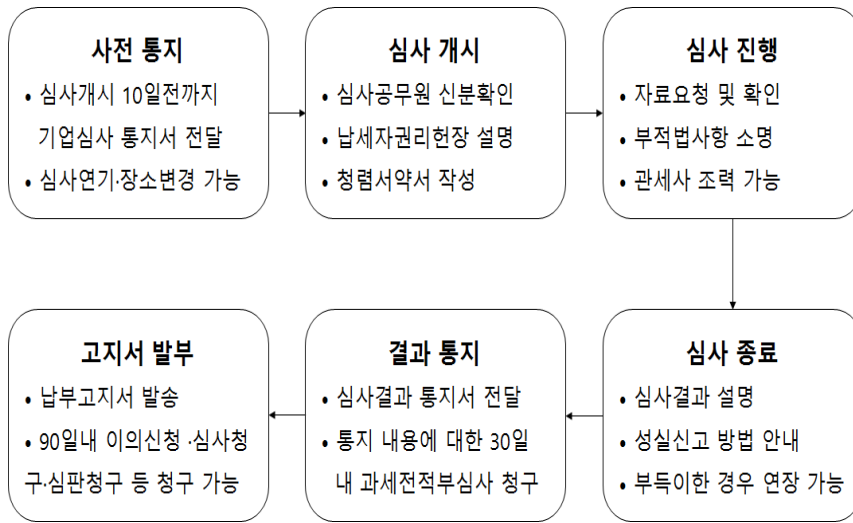 사전 통지
• 심사개시 10일전까지
기업심사 통지서 전달
• 심사연기·장소변경 가능
심사 개시
• 심사공무원 신분확인
• 납세자권리헌장 설명
• 청렴서약서 작성
심사 진행
• 자료요청 및 확인
• 부적법사항 소명
• 관세사 조력 가능
심사 종료
• 심사결과 설명
• 성실신고 방법 안내
• 부득이한 경우 연장 가능
결과 통지
• 심사결과 통지서 전달
• 통지 내용에 대한 30일
내 과세전적부심사 청구
고지서 발부
• 납부고지서 발송
• 90일내 이의신청 ·심사청
구·심판청구 등 청구 가능